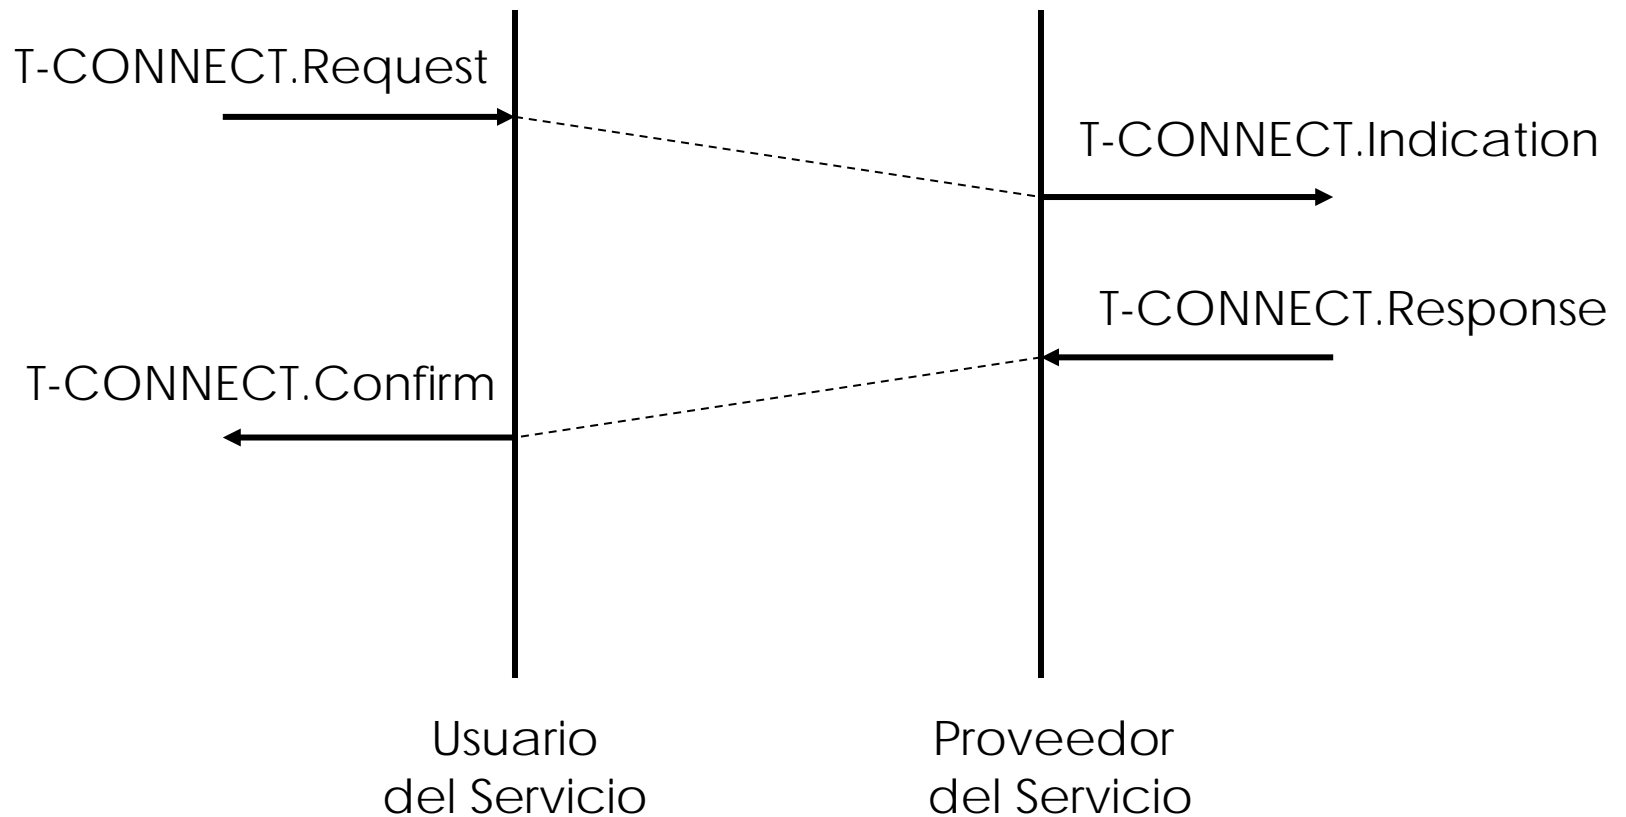 T-CONNECT.Request
T-CONNECT.Indication
T-CONNECT.Response
T-CONNECT.Confirm
Usuario
del Servicio
Proveedor
del Servicio